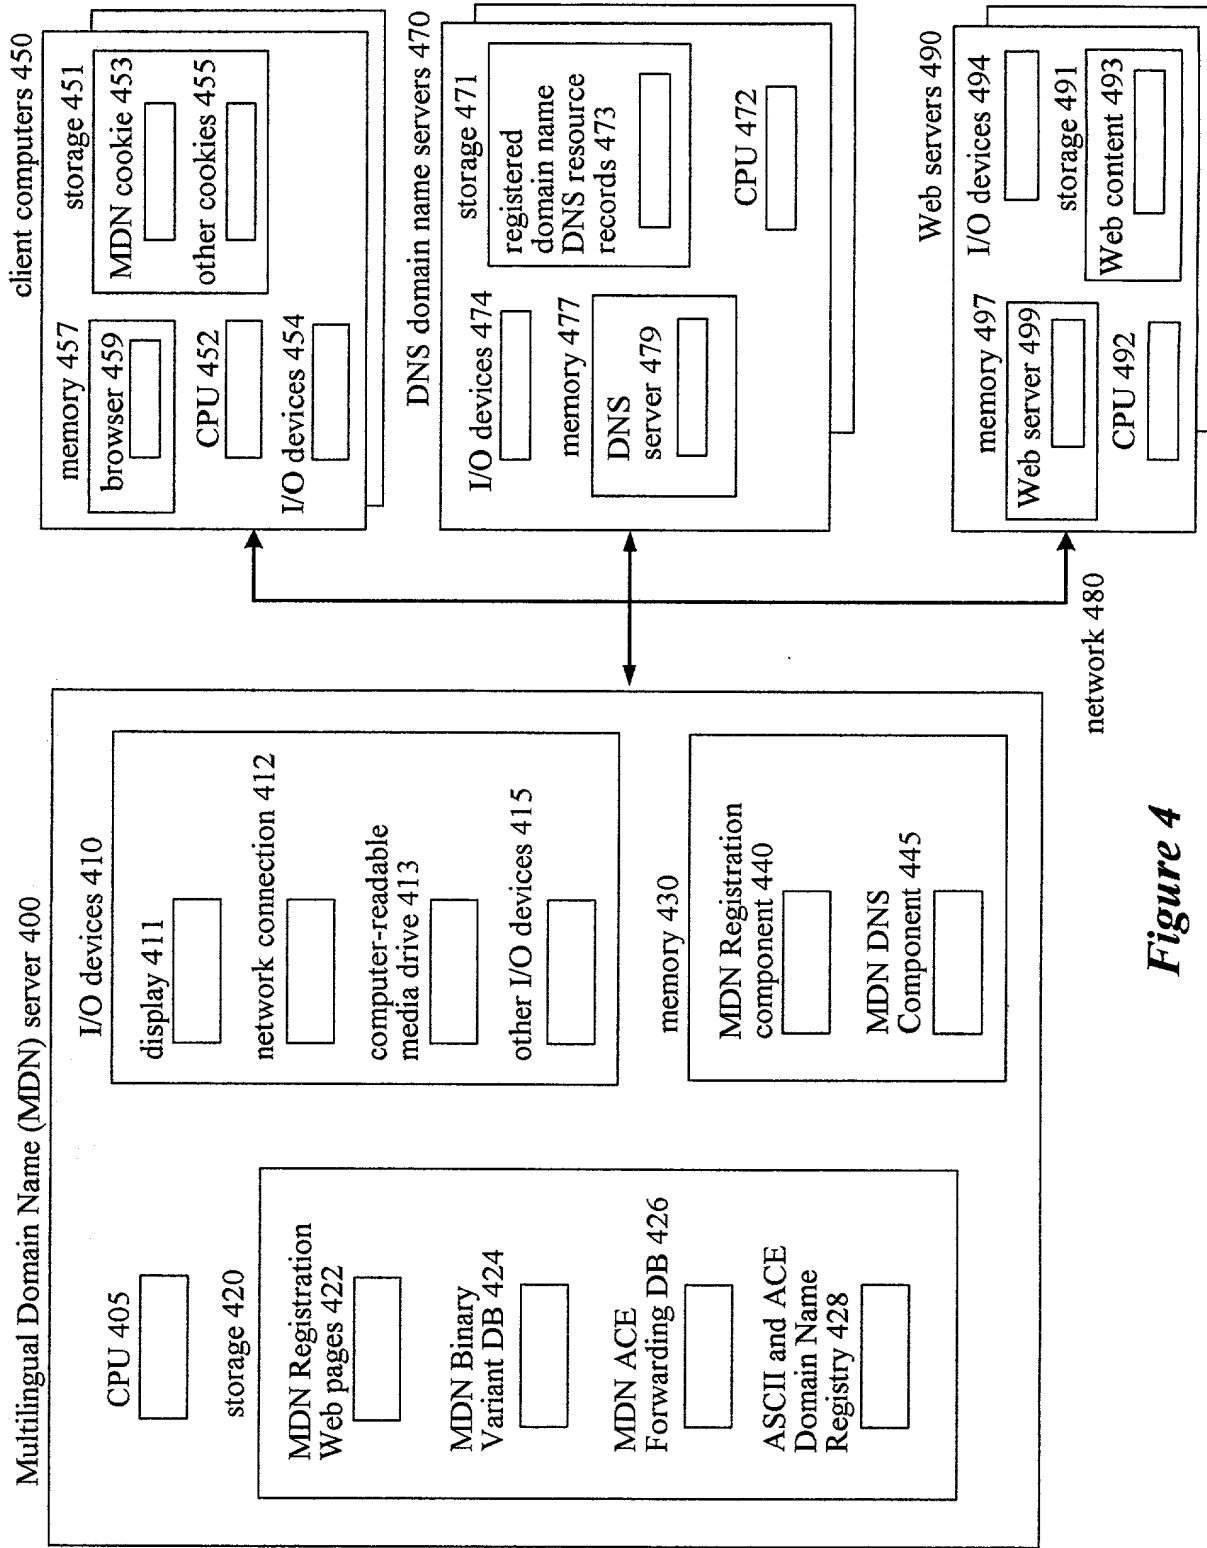 Multilingual Domain Name (MDN) server 400
CPU 405
storage 420
MDN Registration
Web pages 422
MDN Binary
Variant DB 424
MDN ACE
Forwarding DB 426
ASCII and ACE
Domain Name
Registry 428
I/O devices 410
display 411
network connection 412
computer-readable
media drive 413
other I/O devices 415
memory 430
MDN Registration
component 440
MDN DNS
Component 445
network 480
client computers 450
memory 457
browser 459
CPU 452
I/O devices 454
storage 451
MDN cookie 453
other cookies 455
DNS domain name servers 470
I/O devices 474
memory 477
DNS
server 479
storage 471
registered
domain name
DNS resource
records 473
CPU 472
Web servers 490
memory 497
Web server 499
CPU 492
I/O devices 494
storage 491
Web content 493
Figure 4